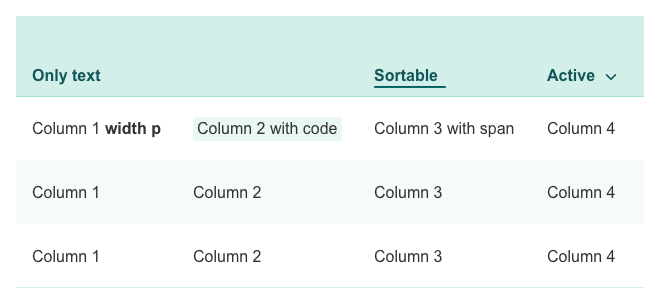 Only text Sortable Active
Column 1 width p Column 2 with code Column 3 with span Column 4
Column 1 Column 2 Column 3 Column 4
Column 1 Column 2 Column 3 Column 4